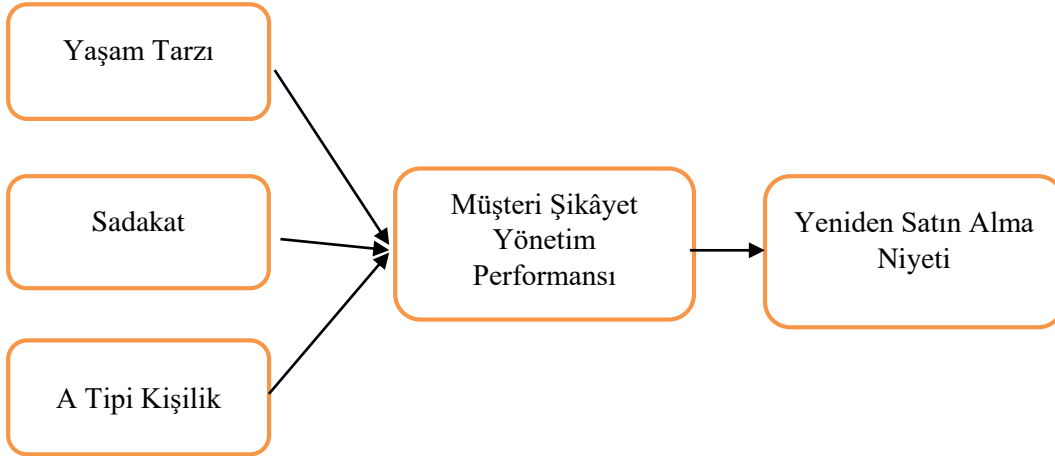 Yaşam Tarzı
Sadakat
A Tipi Kişilik
Müşteri Şikâyet
Yönetim
Performansı
Yeniden Satın Alma
Niyeti